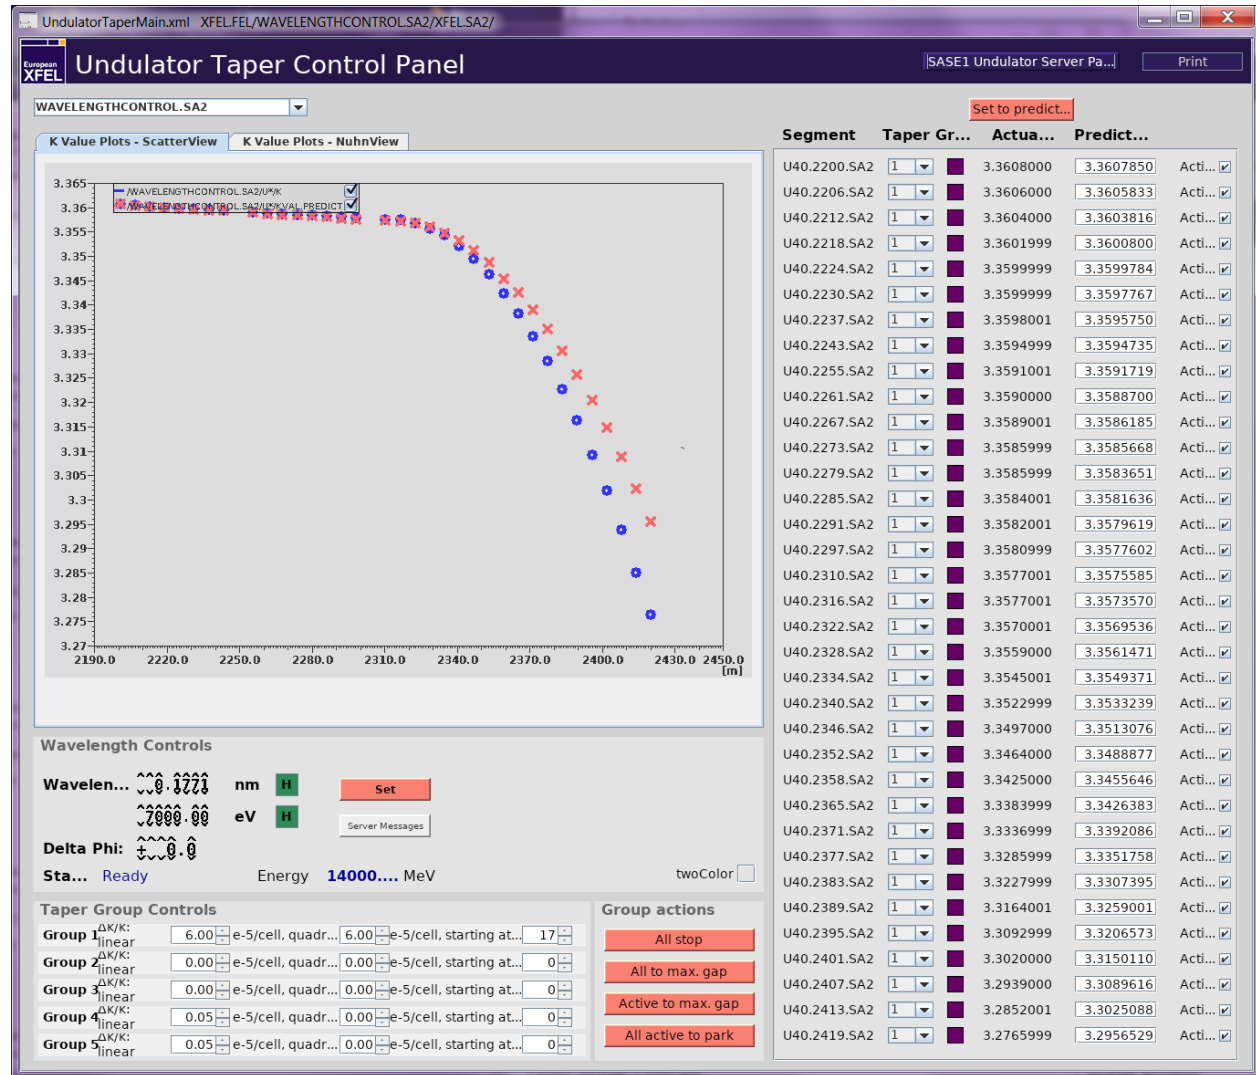 UndulatorTaperMain.xml XFEL.FEL/WAVELENGTHCONTROL.SA2/XFEL.SA2/
European XFEL Undulator Taper Control Panel SASE1 Undulator Server Pa... Print
WAVELENGTHCONTROL.SA2
Set to predict...
K Value Plots - ScatterView K Value Plots - NuhnView
/WAVELENGTHCONTROL.SA2/U*/K
/WAVELENGTHCONTROL.SA2/U*/KVAL_PREDICT
3.365
3.36
3.355
3.35
3.345
3.34
3.335
3.33
3.325
3.32
3.315
3.31
3.305
3.3
3.295
3.29
3.285
3.28
3.275
3.27
2190.0 2220.0 2250.0 2280.0 2310.0 2340.0 2370.0 2400.0 2430.0 2450.0
[m]
Segment Taper Gr... Actua... Predict...
U40.2200.SA2 1 3.3608000 3.3607850 Acti...
U40.2206.SA2 1 3.3606000 3.3605833 Acti...
U40.2212.SA2 1 3.3604000 3.3603816 Acti...
U40.2218.SA2 1 3.3601999 3.3600800 Acti...
U40.2224.SA2 1 3.3599999 3.3599784 Acti...
U40.2230.SA2 1 3.3599999 3.3597767 Acti...
U40.2237.SA2 1 3.3598001 3.3595750 Acti...
U40.2243.SA2 1 3.3594999 3.3594735 Acti...
U40.2255.SA2 1 3.3591001 3.3591719 Acti...
U40.2261.SA2 1 3.3590000 3.3588700 Acti...
U40.2267.SA2 1 3.3589001 3.3586185 Acti...
U40.2273.SA2 1 3.3585999 3.3585668 Acti...
U40.2279.SA2 1 3.3585999 3.3583651 Acti...
U40.2285.SA2 1 3.3584001 3.3581636 Acti...
U40.2291.SA2 1 3.3582001 3.3579619 Acti...
U40.2297.SA2 1 3.3580999 3.3577602 Acti...
U40.2310.SA2 1 3.3577001 3.3575585 Acti...
U40.2316.SA2 1 3.3577001 3.3573570 Acti...
U40.2322.SA2 1 3.3570001 3.3569536 Acti...
U40.2328.SA2 1 3.3559000 3.3561471 Acti...
U40.2334.SA2 1 3.3545001 3.3549371 Acti...
U40.2340.SA2 1 3.3522999 3.3533239 Acti...
U40.2346.SA2 1 3.3497000 3.3513076 Acti...
U40.2352.SA2 1 3.3464000 3.3488877 Acti...
U40.2358.SA2 1 3.3425000 3.3455646 Acti...
U40.2365.SA2 1 3.3383999 3.3426383 Acti...
U40.2371.SA2 1 3.3336999 3.3392086 Acti...
U40.2377.SA2 1 3.3285999 3.3351758 Acti...
U40.2383.SA2 1 3.3227999 3.3307395 Acti...
U40.2389.SA2 1 3.3164001 3.3259001 Acti...
U40.2395.SA2 1 3.3092999 3.3206573 Acti...
U40.2401.SA2 1 3.3020000 3.3150110 Acti...
U40.2407.SA2 1 3.2939000 3.3089616 Acti...
U40.2413.SA2 1 3.2852001 3.3025088 Acti...
U40.2419.SA2 1 3.2765999 3.2956529 Acti...
Wavelength Controls
Wavelen... 0.1771 nm H Set
7000.00 eV H Server Messages
Delta Phi: +0.0
Sta... Ready Energy 14000.... MeV twoColor
Taper Group Controls
Group 1 ΔK/K: linear 6.00 e-5/cell, quadr... 6.00 e-5/cell, starting at... 17
Group 2 ΔK/K: linear 0.00 e-5/cell, quadr... 0.00 e-5/cell, starting at... 0
Group 3 ΔK/K: linear 0.00 e-5/cell, quadr... 0.00 e-5/cell, starting at... 0
Group 4 ΔK/K: linear 0.05 e-5/cell, quadr... 0.00 e-5/cell, starting at... 0
Group 5 ΔK/K: linear 0.05 e-5/cell, quadr... 0.00 e-5/cell, starting at... 0
Group actions
All stop
All to max. gap
Active to max. gap
All active to park